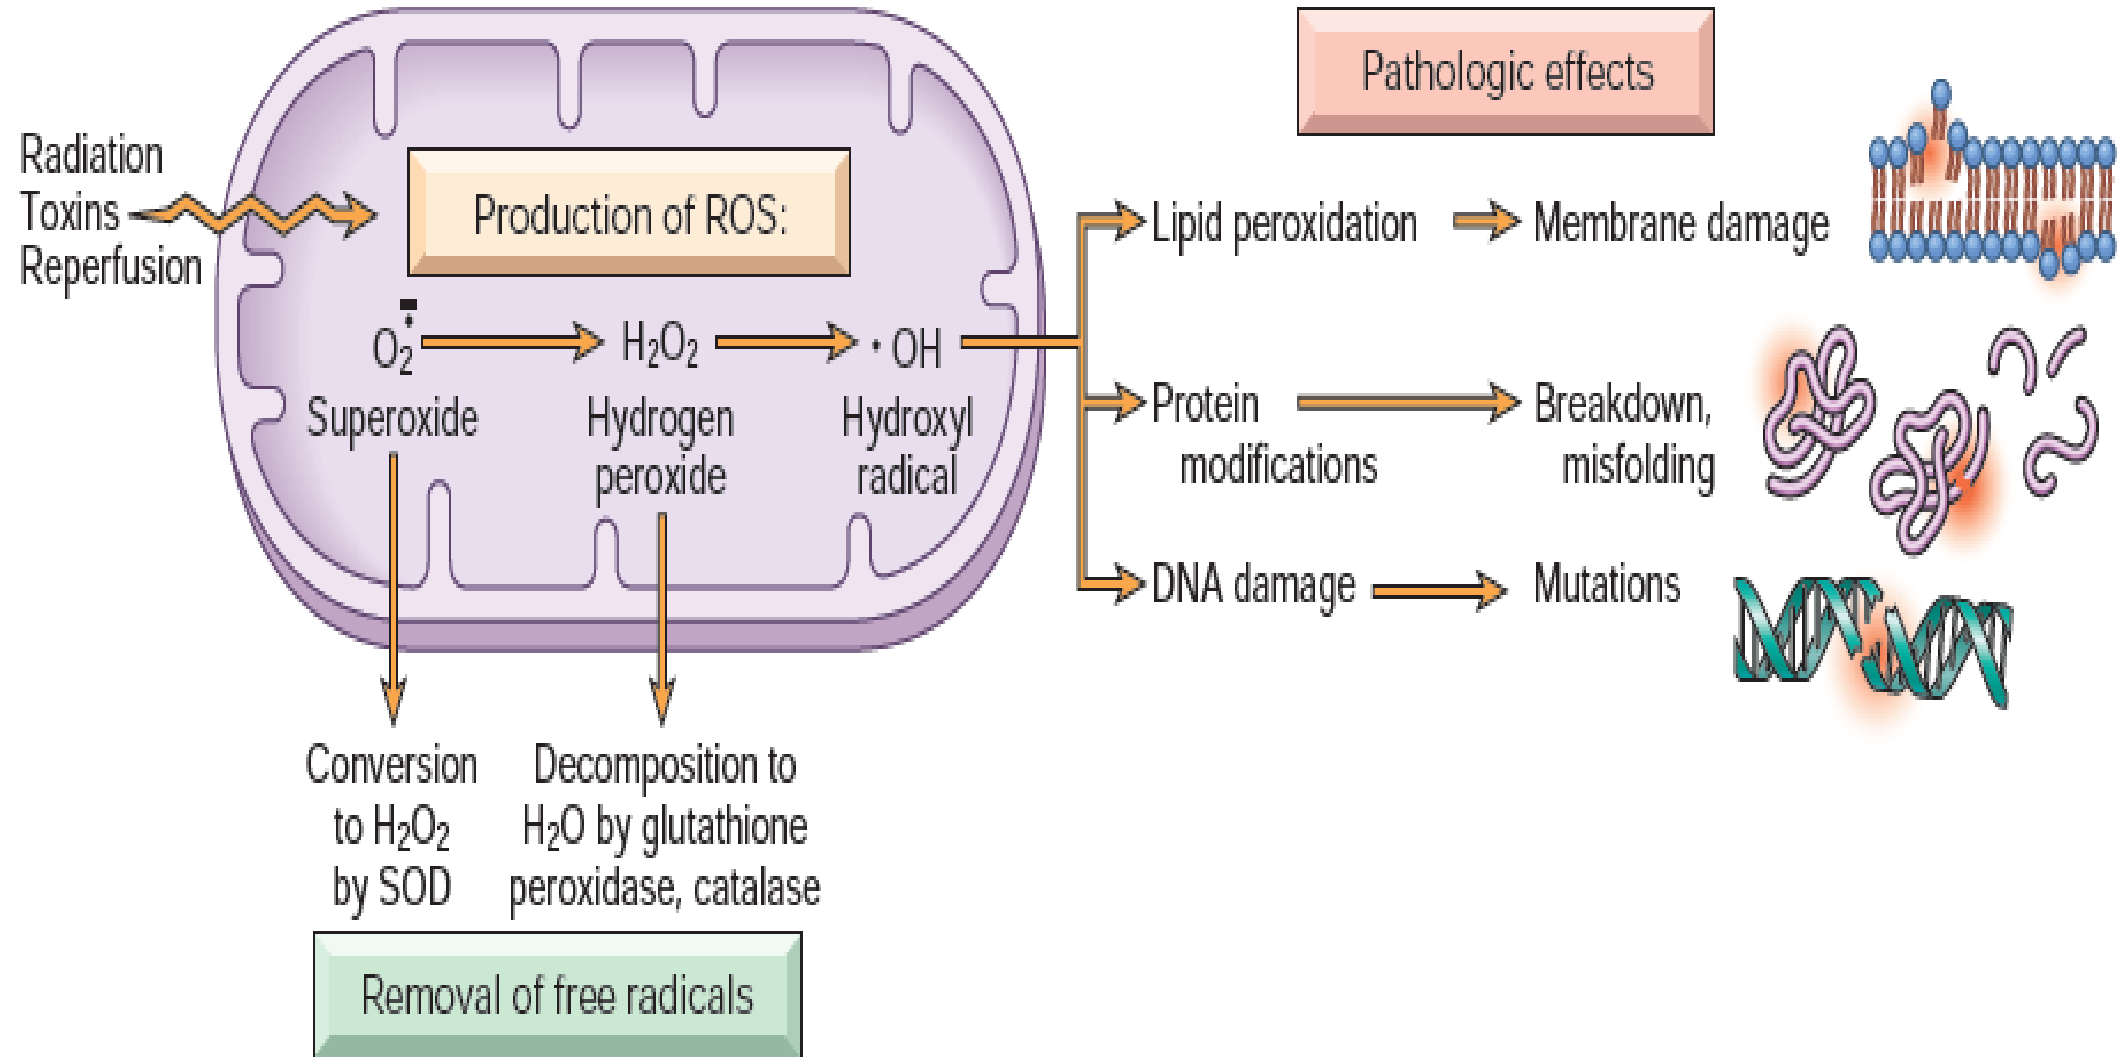 Pathologic effects
Radiation
Toxins
Reperfusion
Production of ROS:
O₂•̄
H₂O₂
· OH
Superoxide
Hydrogen
peroxide
Hydroxyl
radical
Lipid peroxidation
Membrane damage
Protein
modifications
Breakdown,
misfolding
DNA damage
Mutations
Conversion
to H₂O₂
by SOD
Decomposition to
H₂O by glutathione
peroxidase, catalase
Removal of free radicals